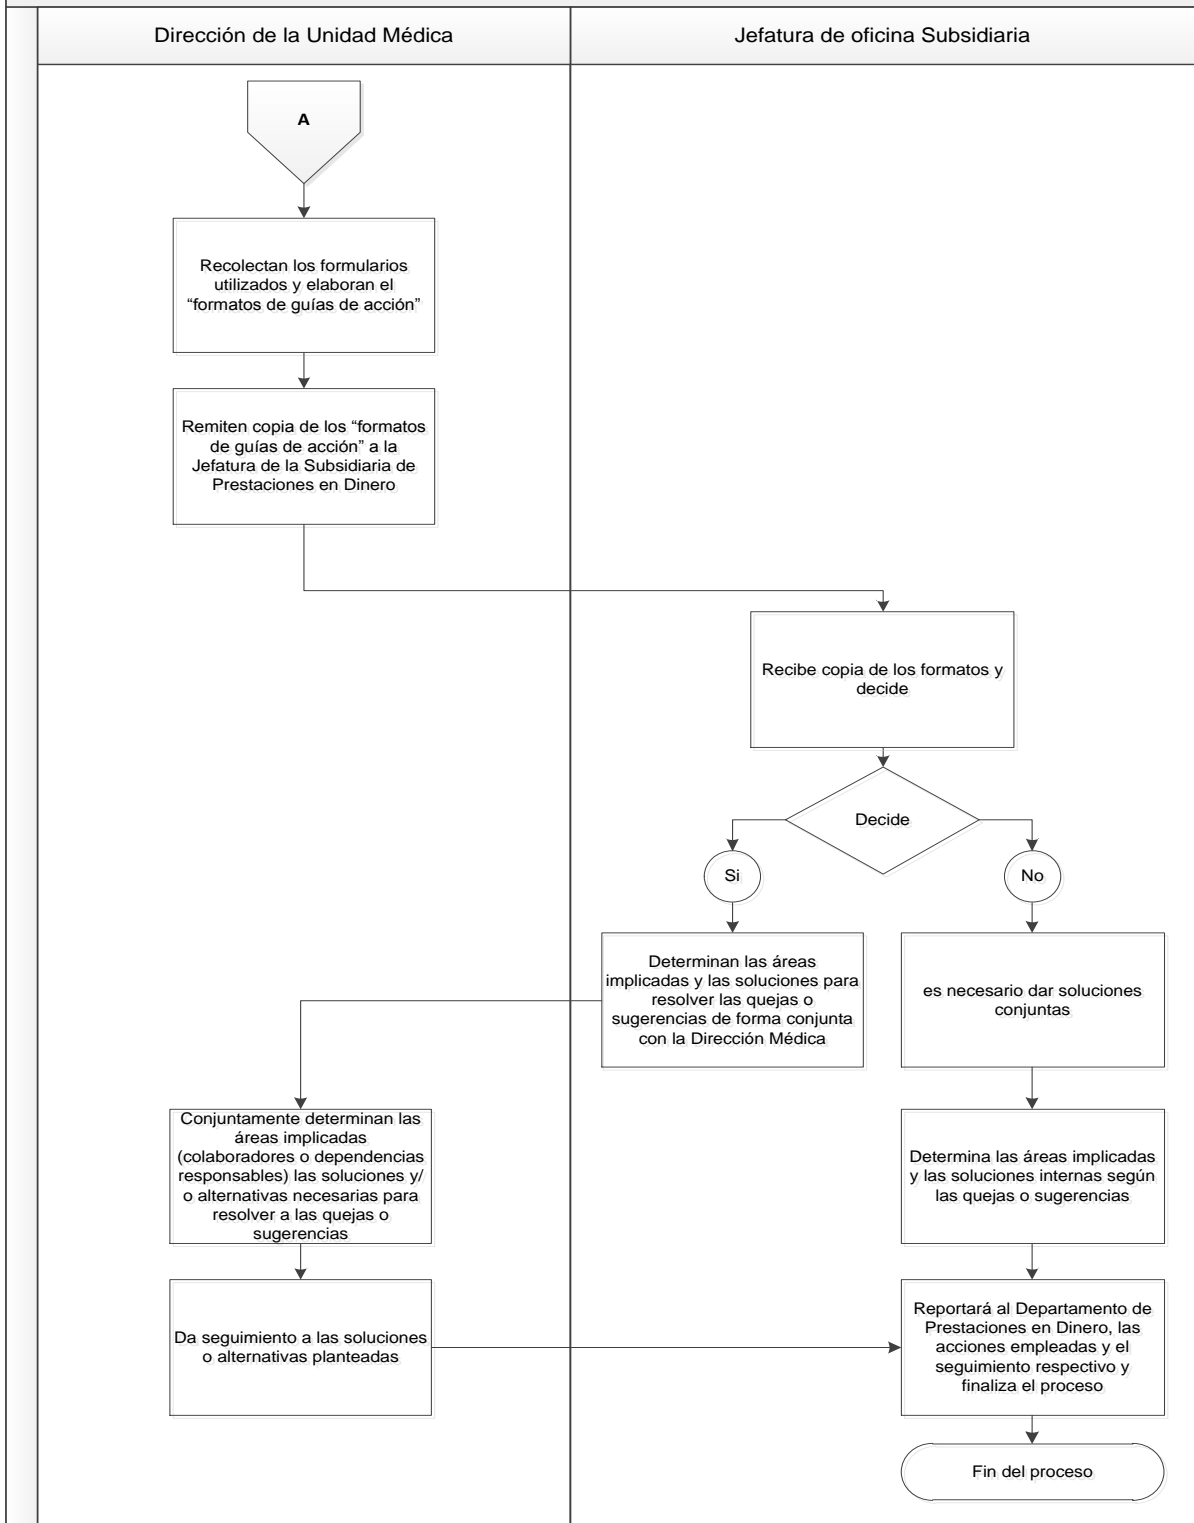 Dirección de la Unidad Médica
Jefatura de oficina Subsidiaria
A
Recolectan los formularios
utilizados y elaboran el
“formatos de guías de acción”
Remiten copia de los “formatos
de guías de acción” a la
Jefatura de la Subsidiaria de
Prestaciones en Dinero
Recibe copia de los formatos y
decide
Decide
Si
No
Determinan las áreas
implicadas y las soluciones para
resolver las quejas o
sugerencias de forma conjunta
con la Dirección Médica
es necesario dar soluciones
conjuntas
Conjuntamente determinan las
áreas implicadas
(colaboradores o dependencias
responsables) las soluciones y/
o alternativas necesarias para
resolver a las quejas o
sugerencias
Determina las áreas implicadas
y las soluciones internas según
las quejas o sugerencias
Da seguimiento a las soluciones
o alternativas planteadas
Reportará al Departamento de
Prestaciones en Dinero, las
acciones empleadas y el
seguimiento respectivo y
finaliza el proceso
Fin del proceso